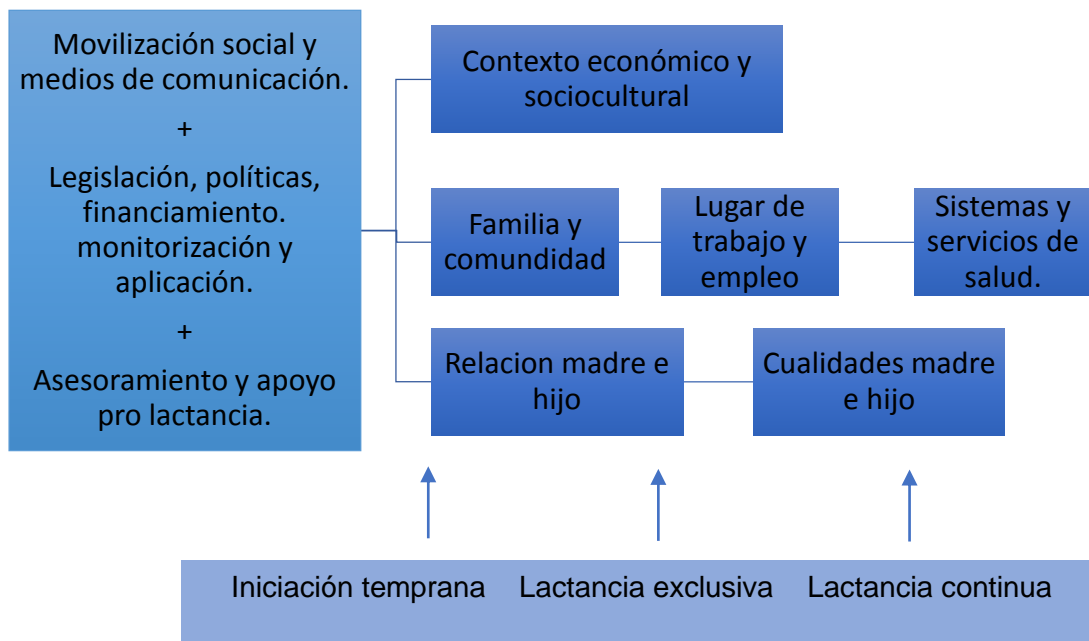 Movilización social y
medios de comunicación.
+
Legislación, políticas,
financiamiento.
monitorización y
aplicación.
+
Asesoramiento y apoyo
pro lactancia.
Contexto económico y
sociocultural
Familia y
comundidad
Lugar de
trabajo y
empleo
Sistemas y
servicios de
salud.
Relacion madre e
hijo
Cualidades madre
e hijo
Iniciación temprana
Lactancia exclusiva
Lactancia continua